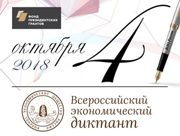 ФОНД
ПРЕЗИДЕНТСКИХ
ГРАНТОВ
октября
4
2018
Всероссийский
экономический
диктант